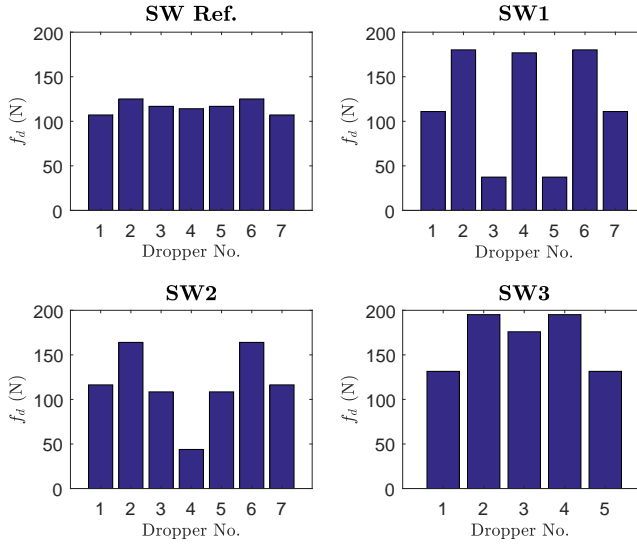 SW Ref.
200
150
100
50
0
f_d (N)
1 2 3 4 5 6 7
Dropper No.
SW1
200
150
100
50
0
f_d (N)
1 2 3 4 5 6 7
Dropper No.
SW2
200
150
100
50
0
f_d (N)
1 2 3 4 5 6 7
Dropper No.
SW3
200
150
100
50
0
f_d (N)
1 2 3 4 5
Dropper No.